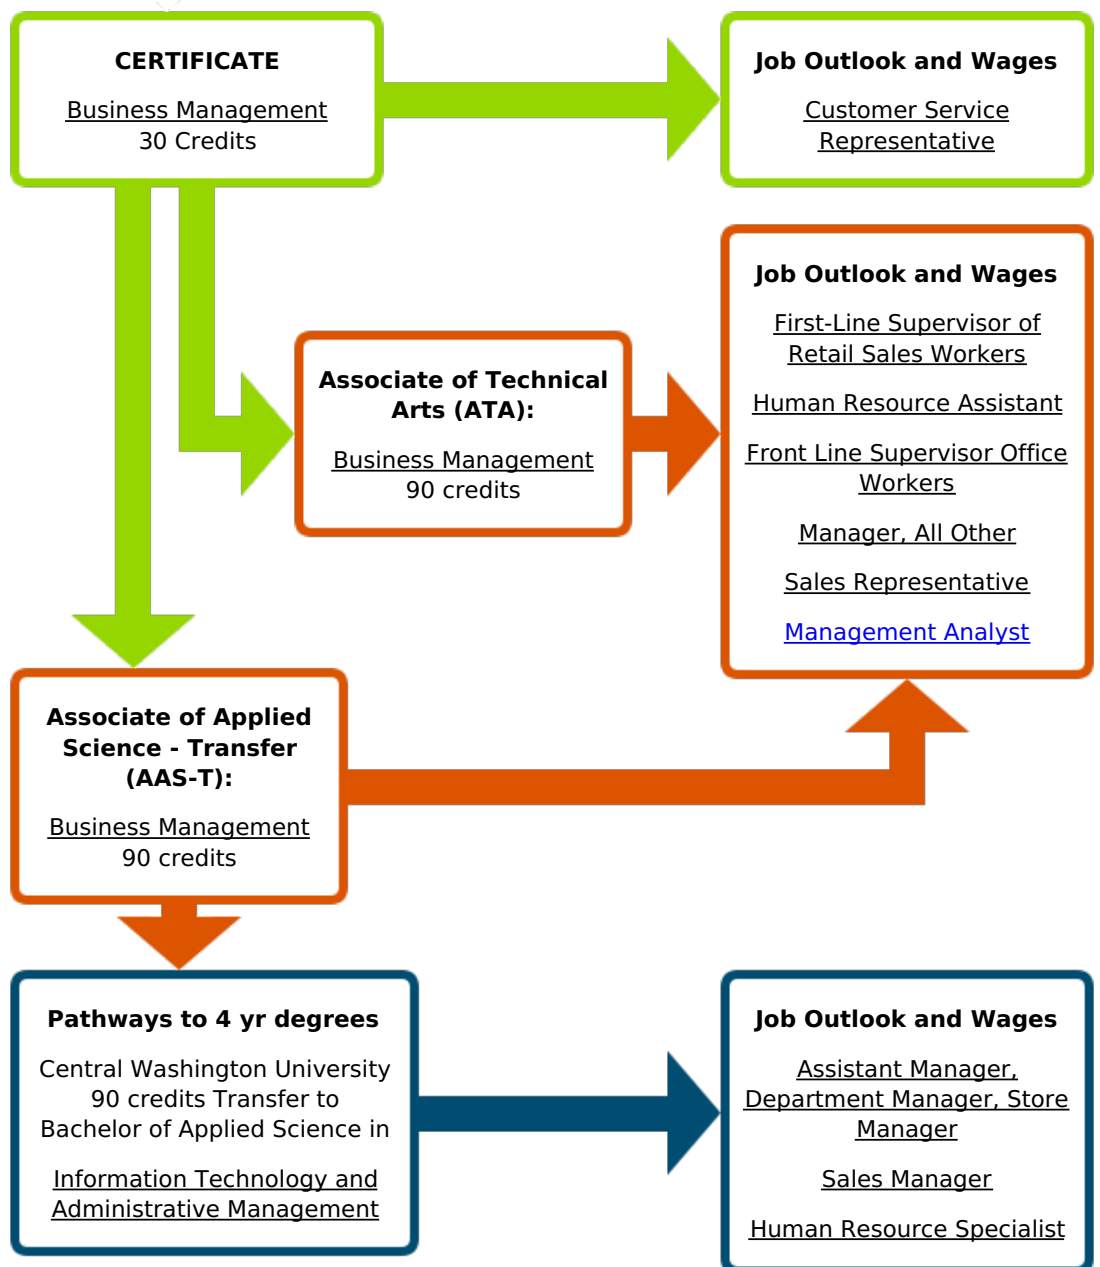 CERTIFICATE
Business Management
30 Credits
Job Outlook and Wages
Customer Service
Representative
Job Outlook and Wages
First-Line Supervisor of
Retail Sales Workers
Human Resource Assistant
Front Line Supervisor Office
Workers
Manager, All Other
Sales Representative
Management Analyst
Associate of Technical
Arts (ATA):
Business Management
90 credits
Associate of Applied
Science - Transfer
(AAS-T):
Business Management
90 credits
Pathways to 4 yr degrees
Central Washington University
90 credits Transfer to
Bachelor of Applied Science in
Information Technology and
Administrative Management
Job Outlook and Wages
Assistant Manager,
Department Manager, Store
Manager
Sales Manager
Human Resource Specialist